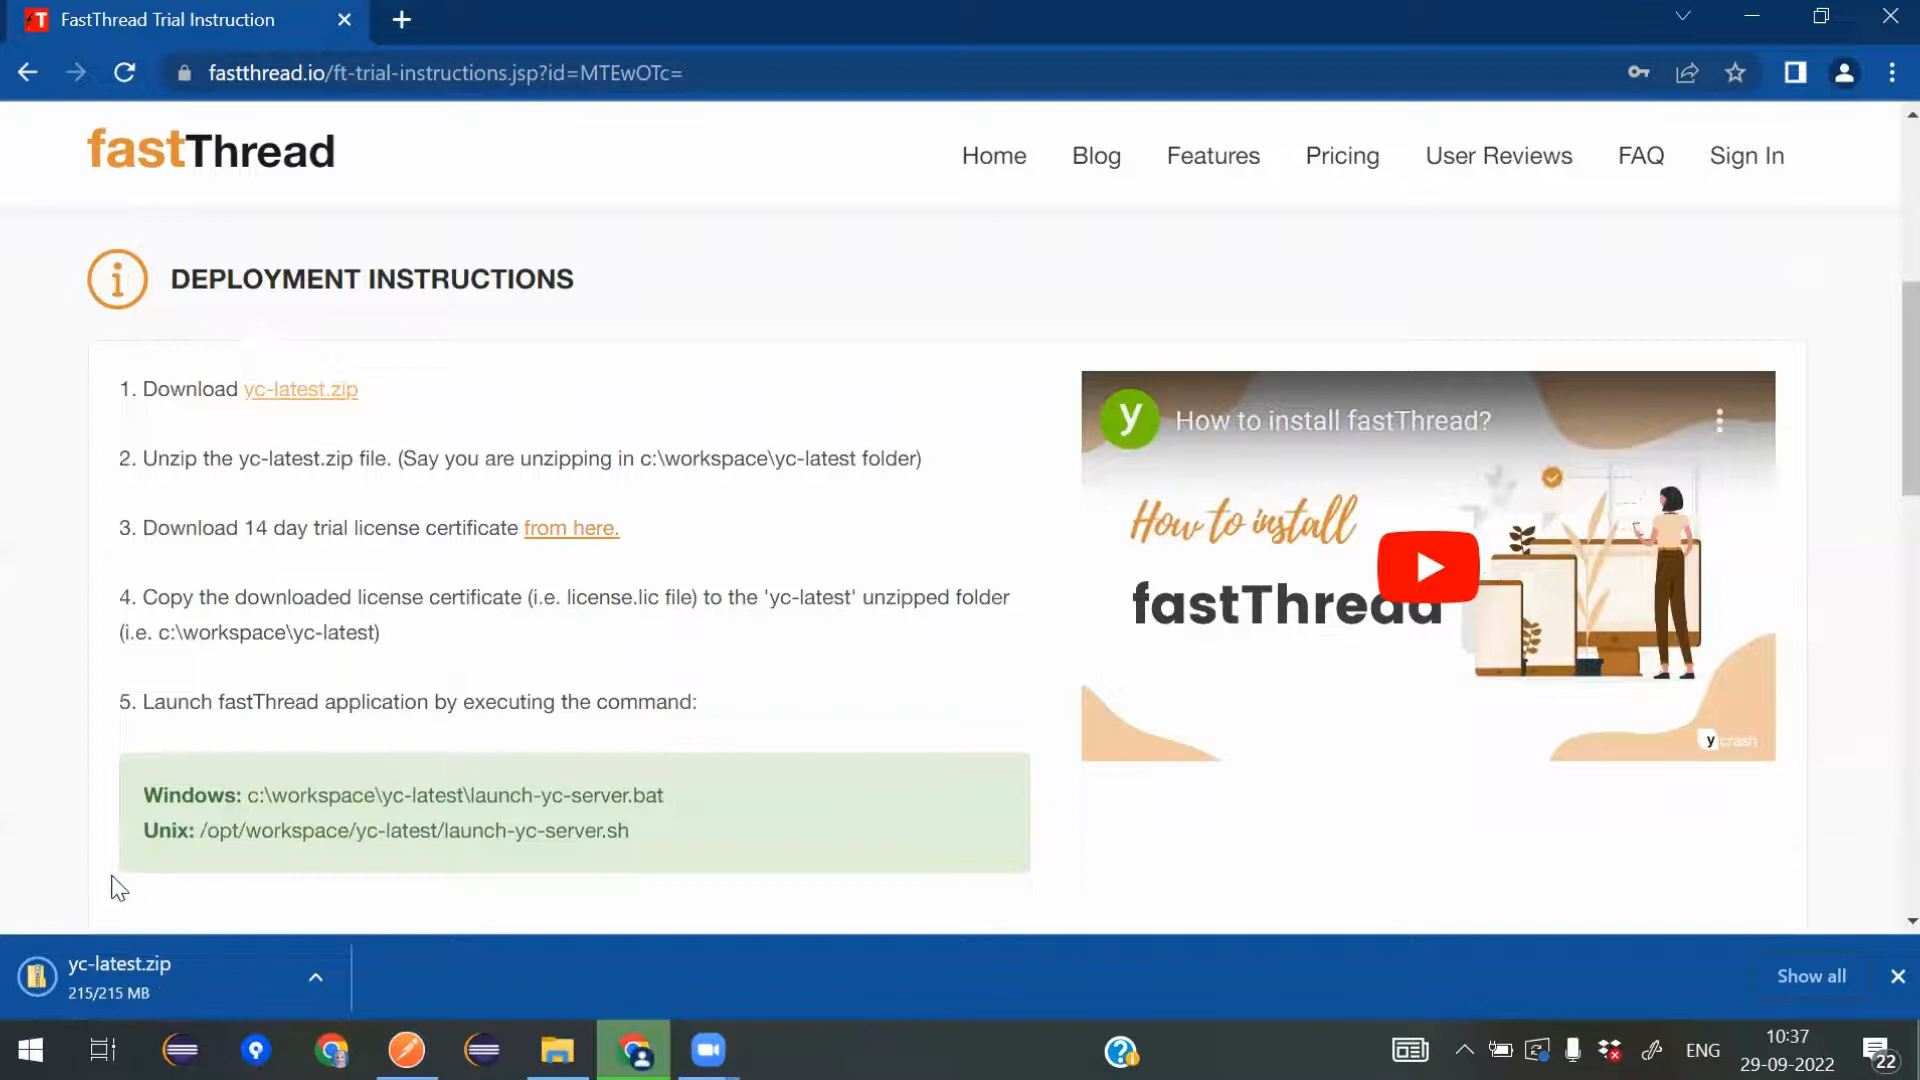 FastThread Trial Instruction
fastthread.io/ft-trial-instructions.jsp?id=MTEwOTc=
fastThread
Home Blog Features Pricing User Reviews FAQ Sign In
DEPLOYMENT INSTRUCTIONS
1. Download yc-latest.zip
2. Unzip the yc-latest.zip file. (Say you are unzipping in c:\workspace\yc-latest folder)
3. Download 14 day trial license certificate from here.
4. Copy the downloaded license certificate (i.e. license.lic file) to the 'yc-latest' unzipped folder
(i.e. c:\workspace\yc-latest)
5. Launch fastThread application by executing the command:
Windows: c:\workspace\yc-latest\launch-yc-server.bat
Unix: /opt/workspace/yc-latest/launch-yc-server.sh
y How to install fastThread?
How to install
fastThread
ycrash
yc-latest.zip
215/215 MB
Show all
ENG
10:37
29-09-2022
22